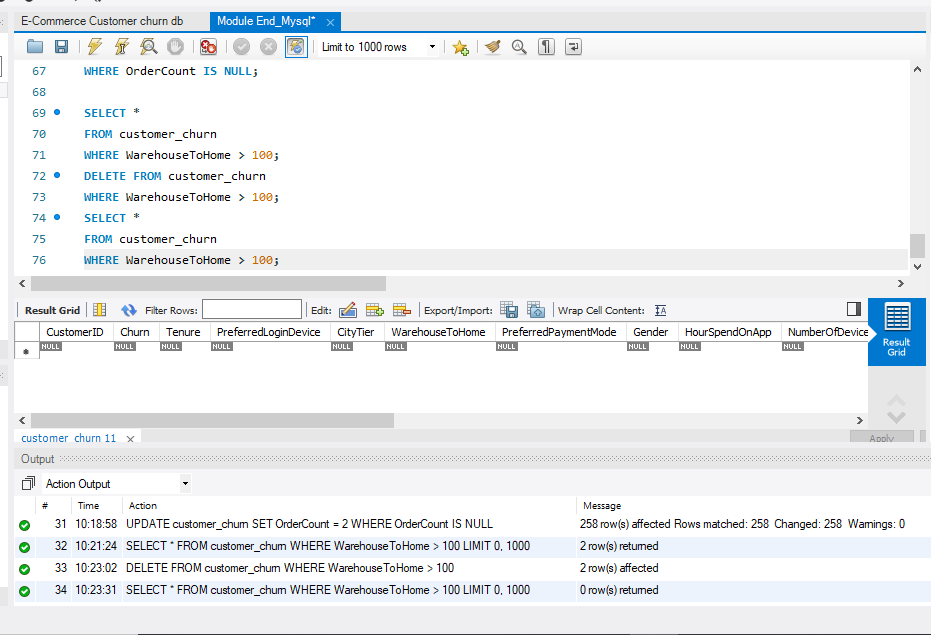 E-Commerce Customer churn db Module End_Mysql*
Limit to 1000 rows
67 WHERE OrderCount IS NULL;
68
69 SELECT *
70 FROM customer_churn
71 WHERE WarehouseToHome > 100;
72 DELETE FROM customer_churn
73 WHERE WarehouseToHome > 100;
74 SELECT *
75 FROM customer_churn
76 WHERE WarehouseToHome > 100;
Result Grid Filter Rows: Edit: Export/Import: Wrap Cell Content: IA
CustomerID Churn Tenure PreferredLoginDevice CityTier WarehouseToHome PreferredPaymentMode Gender HourSpendOnApp NumberOfDevice
NULL NULL NULL NULL NULL NULL NULL NULL NULL NULL
Result
Grid
customer_churn 11 Apply
Output
Action Output
# Time Action Message
31 10:18:58 UPDATE customer_churn SET OrderCount = 2 WHERE OrderCount IS NULL 258 row(s) affected Rows matched: 258 Changed: 258 Warnings: 0
32 10:21:24 SELECT * FROM customer_churn WHERE WarehouseToHome > 100 LIMIT 0, 1000 2 row(s) returned
33 10:23:02 DELETE FROM customer_churn WHERE WarehouseToHome > 100 2 row(s) affected
34 10:23:31 SELECT * FROM customer_churn WHERE WarehouseToHome > 100 LIMIT 0, 1000 0 row(s) returned